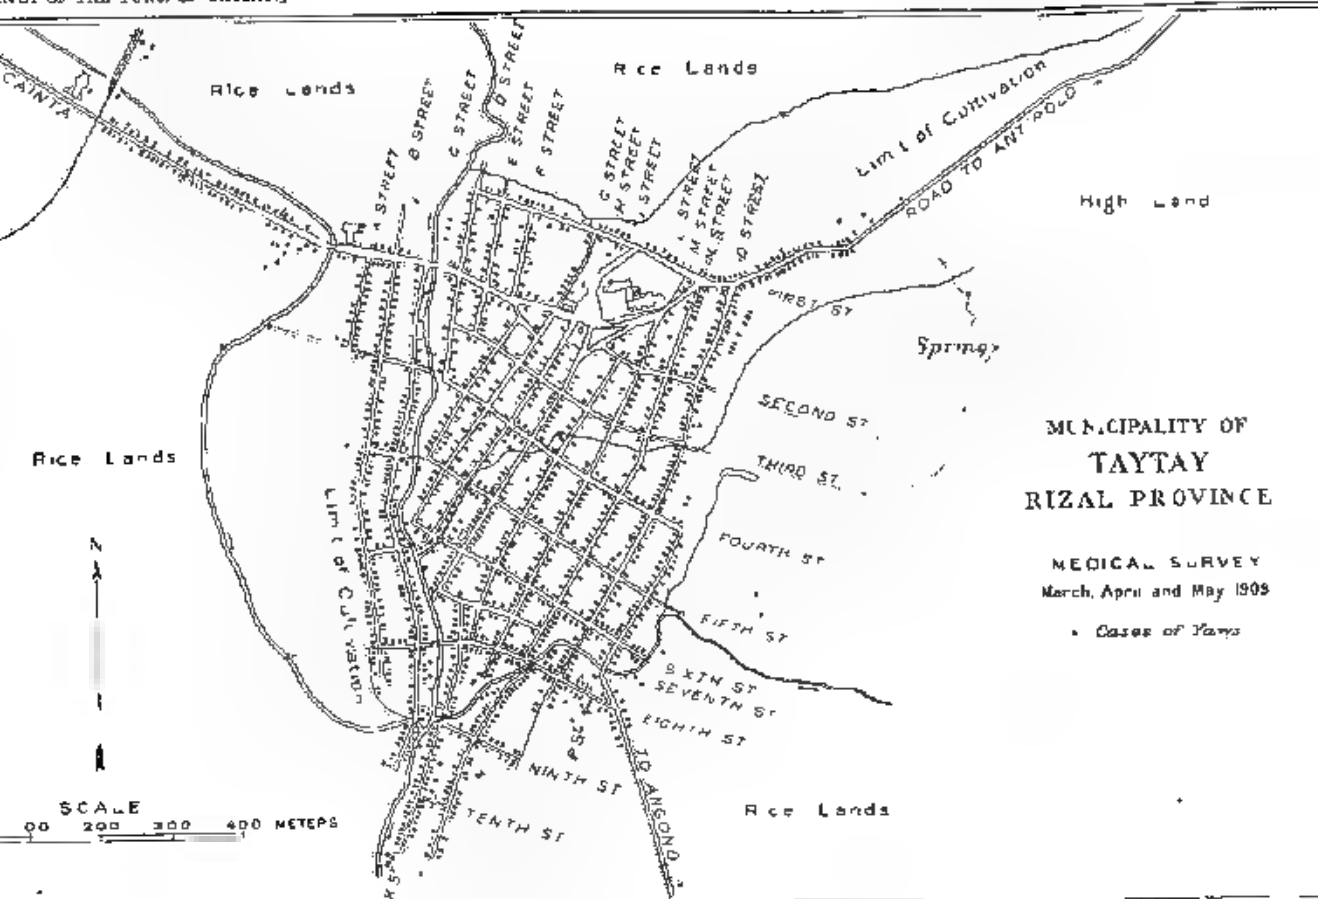 CAINTA
Rice Lands
Rice Lands
A STREET
B STREET
C STREET
D STREET
E STREET
F STREET
G STREET
H STREET
I STREET
L STREET
M STREET
N STREET
O STREET
Limit of Cultivation
ROAD TO ANTIPOLO
High Land
FIRST ST
Springs
SECOND ST.
THIRD ST.
FOURTH ST
FIFTH ST
SIXTH ST
SEVENTH ST
EIGHTH ST
NINTH ST
TENTH ST
Rice Lands
Limit of Cultivation
N
TO ANGONO
Rice Lands
MUNICIPALITY OF
TAYTAY
RIZAL PROVINCE
MEDICAL SURVEY
March, April and May 1909
• Cases of Yaws
SCALE
00 200 300 400 METERS